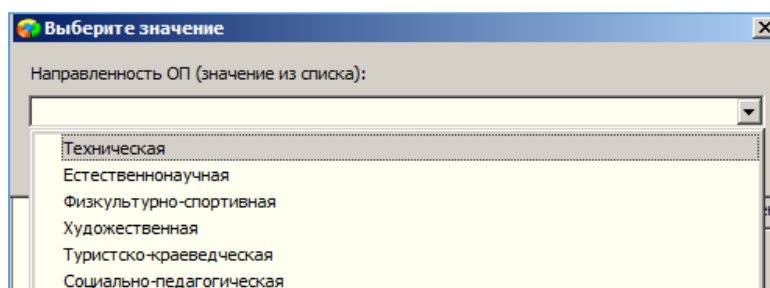 Выберите значение
Направленность ОП (значение из списка):
Техническая
Естественнонаучная
Физкультурно-спортивная
Художественная
Туристско-краеведческая
Социально-педагогическая